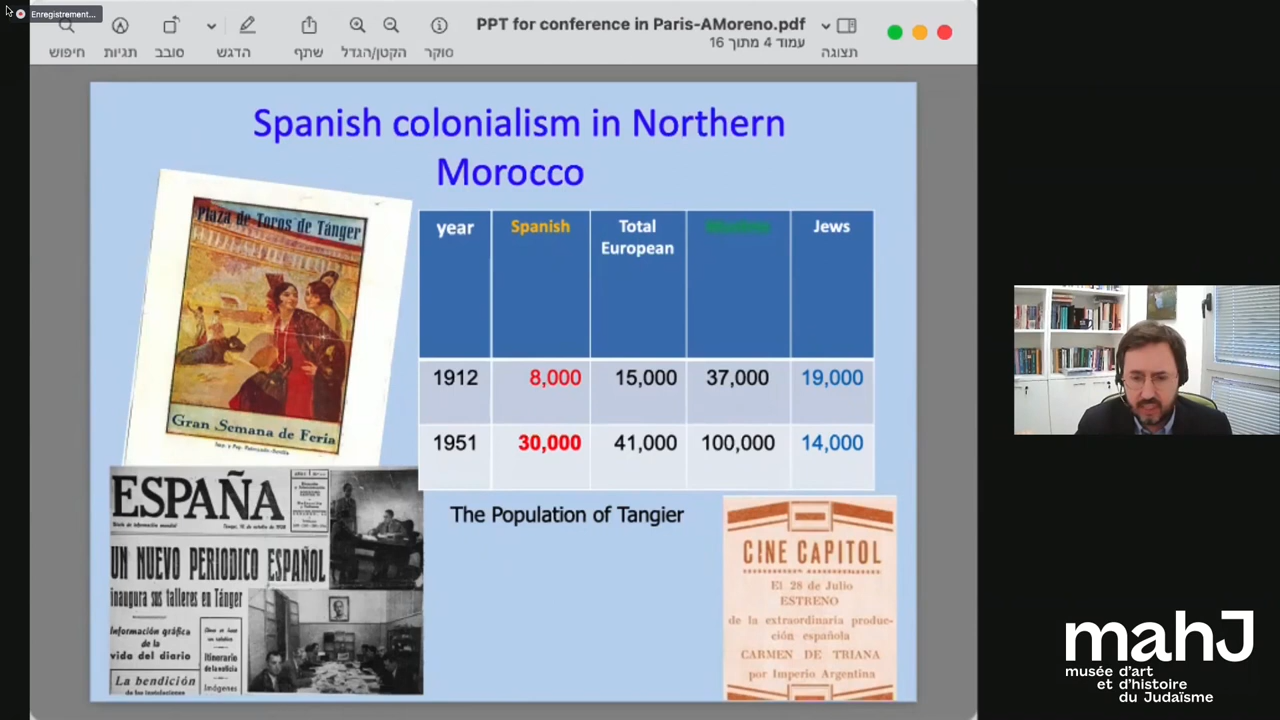 Enregistrement...
PPT for conference in Paris-AMoreno.pdf
עמוד 4 מתוך 16
חיפוש
תגיות
סובב
הדגש
שתף
הקטן/הגדל
סוקר
תצוגה
Spanish colonialism in Northern
Morocco
Plaza de Toros de Tánger
Gran Semana de Feria
year Spanish Total European Jews
1912 8,000 15,000 37,000 19,000
1951 30,000 41,000 100,000 14,000
The Population of Tangier
ESPAÑA
UN NUEVO PERIODICO ESPAÑOL
inaugura sus talleres en Tánger
Información gráfica
de la
vida del diario
Itinerario
de la noticia
Imágenes
La bendición
CINE CAPITOL
El 28 de Julio
ESTRENO
de la extraordinaria produc-
ción española
CARMEN DE TRIANA
por Imperio Argentina
mahJ
musée d'art
et d'histoire
du Judaïsme